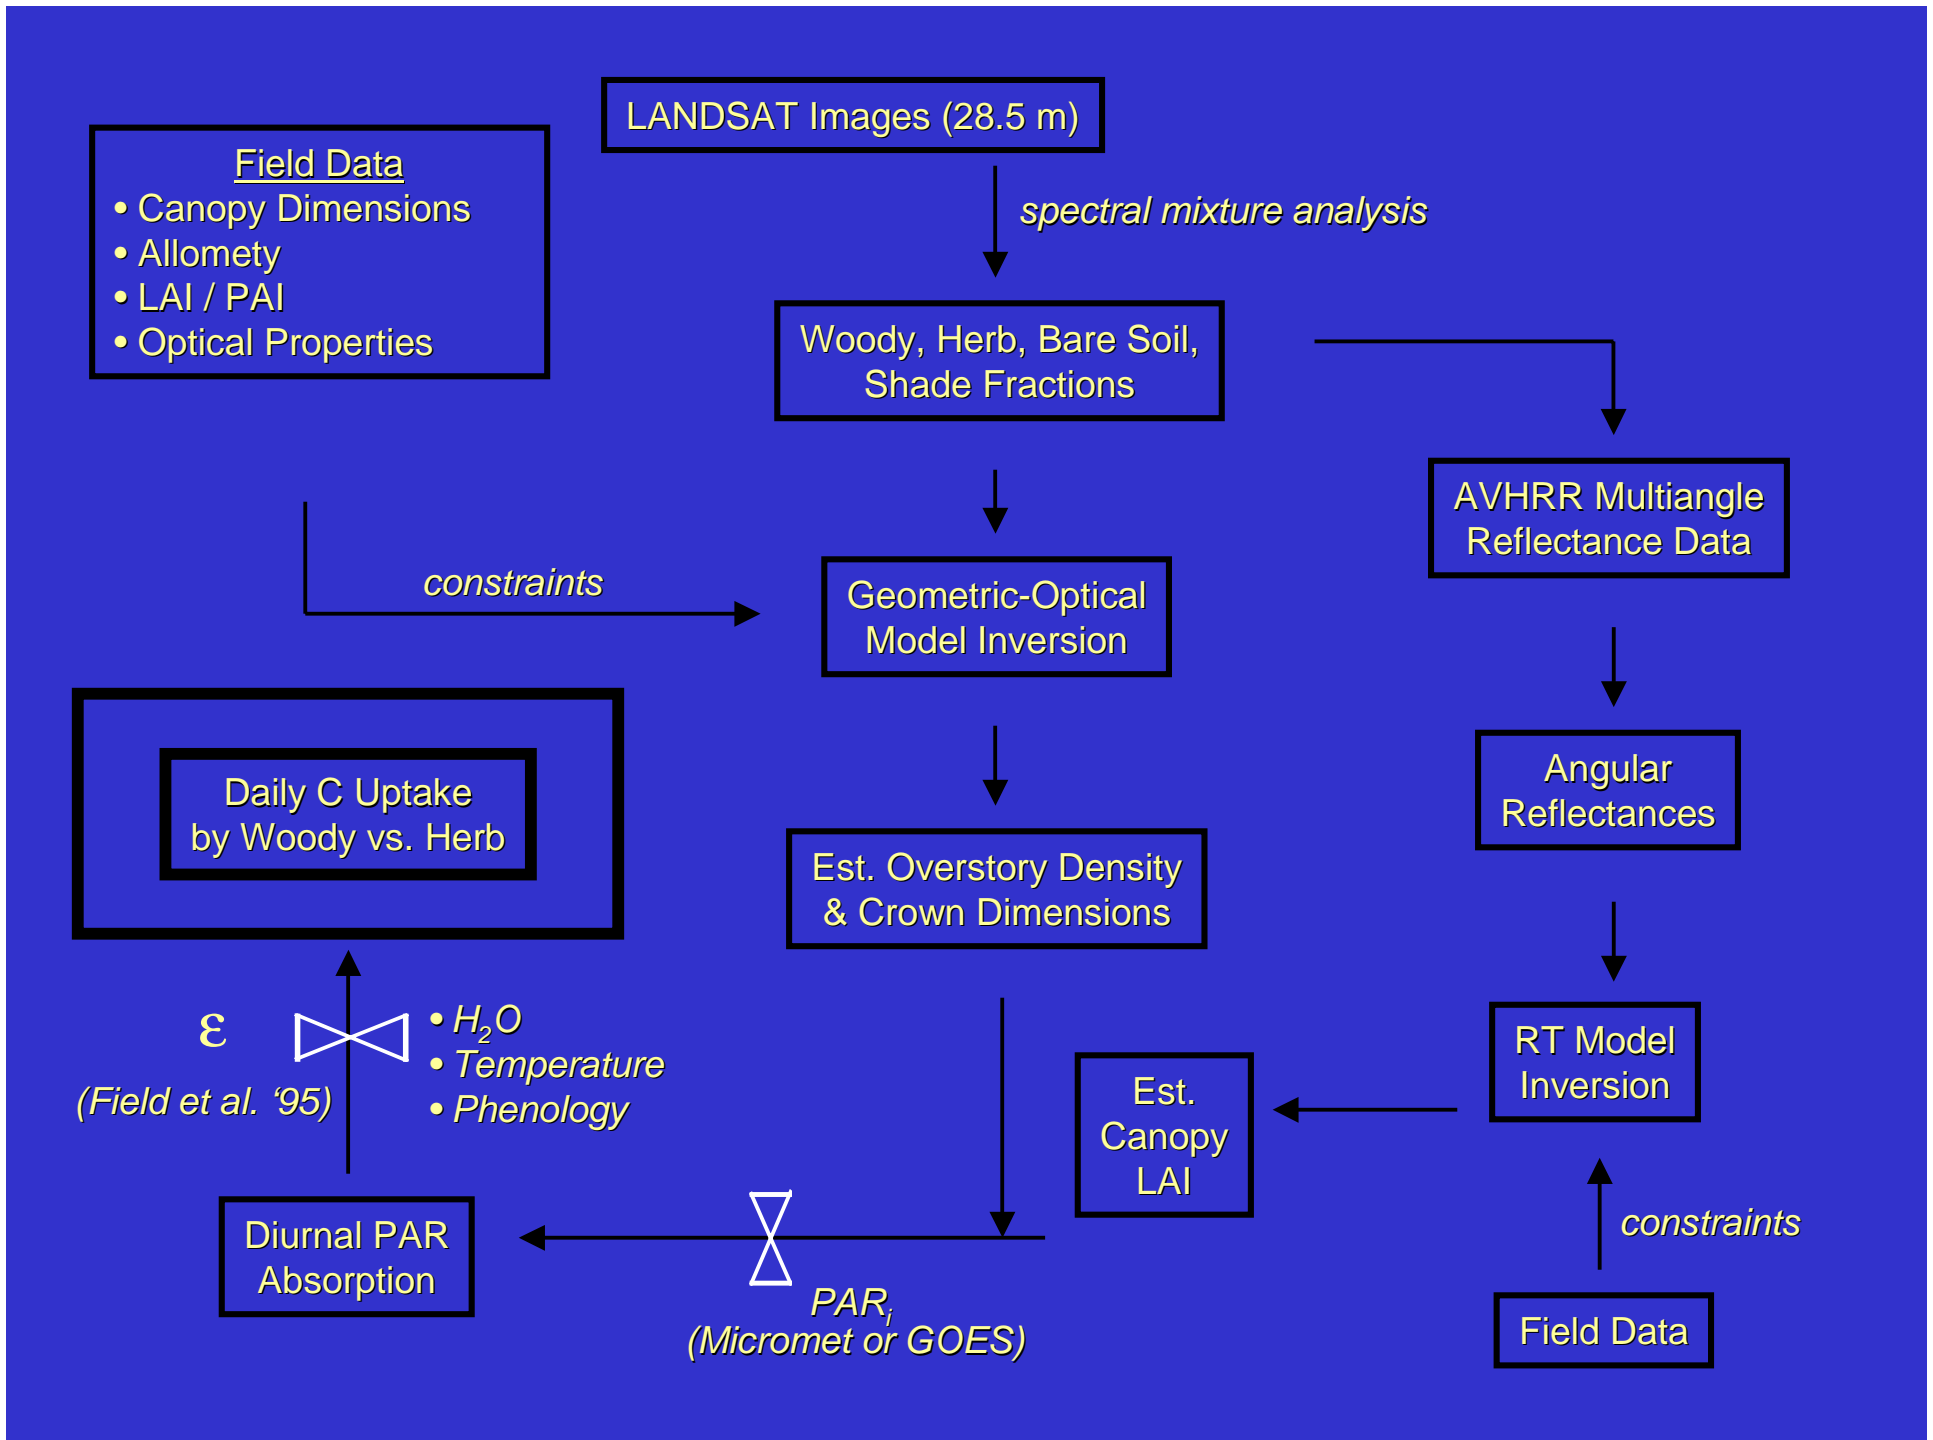 LANDSAT Images (28.5 m)
Field Data
• Canopy Dimensions
• Allomety
• LAI / PAI
• Optical Properties
spectral mixture analysis
Woody, Herb, Bare Soil,
Shade Fractions
AVHRR Multiangle
Reflectance Data
constraints
Geometric-Optical
Model Inversion
Daily C Uptake
by Woody vs. Herb
Angular
Reflectances
Est. Overstory Density
& Crown Dimensions
ε
(Field et al. ‘95)
• H₂O
• Temperature
• Phenology
RT Model
Inversion
Est.
Canopy
LAI
constraints
Diurnal PAR
Absorption
PARᵢ
(Micromet or GOES)
Field Data